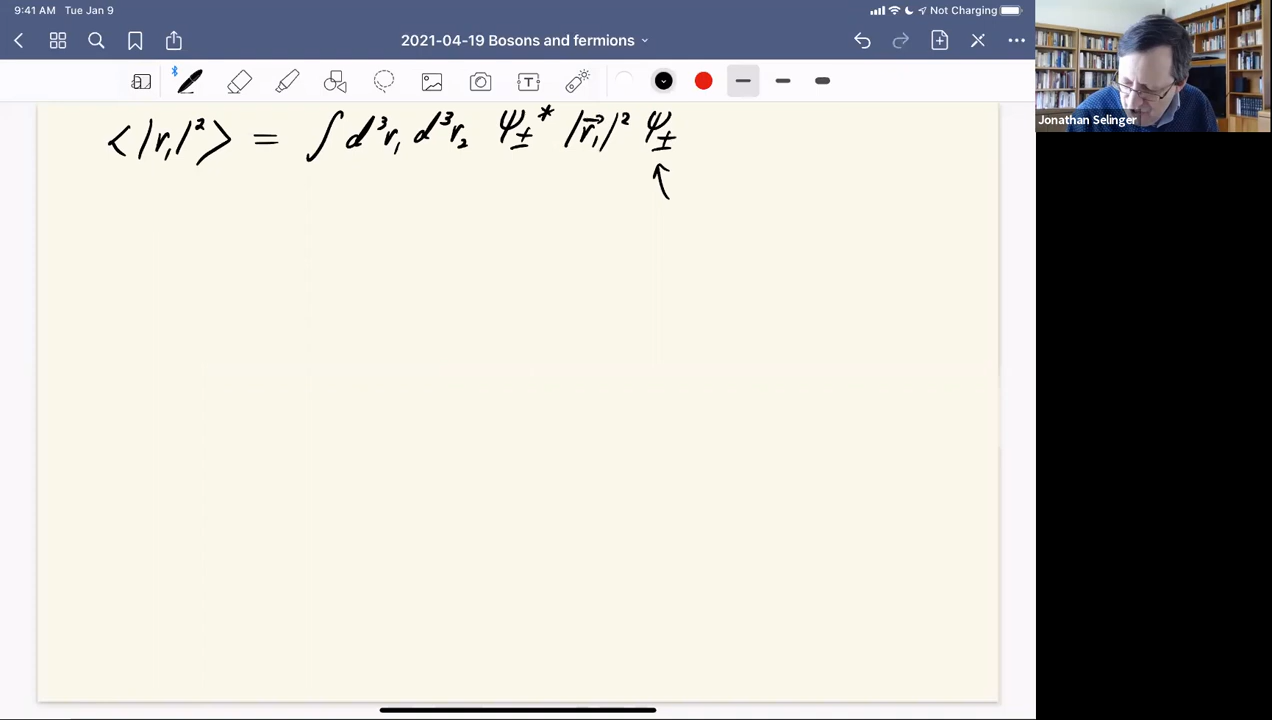 9:41 AM Tue Jan 9
Not Charging
2021-04-19 Bosons and fermions
Jonathan Selinger
<|r₁|²> = ∫ d³r₁ d³r₂ ψ±* |r⃗₁|² ψ±